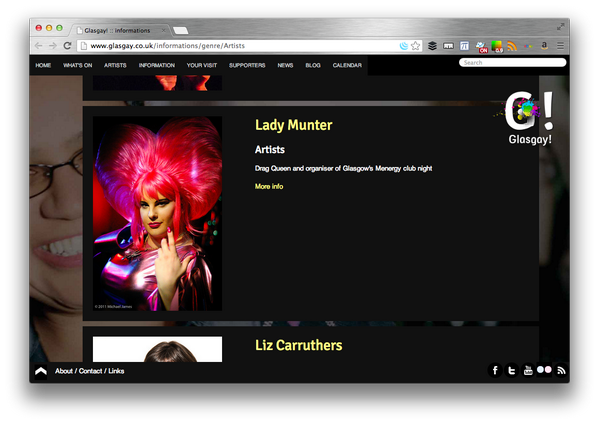 Glasgay! :: Informations
www.glasgay.co.uk/informations/genre/Artists
HOME WHAT'S ON ARTISTS INFORMATION YOUR VISIT SUPPORTERS NEWS BLOG CALENDAR
Search
G!
Glasgay!
Lady Munter
Artists
Drag Queen and organiser of Glasgow's Menergy club night
More info
© 2011 Michael James
Liz Carruthers
About / Contact / Links